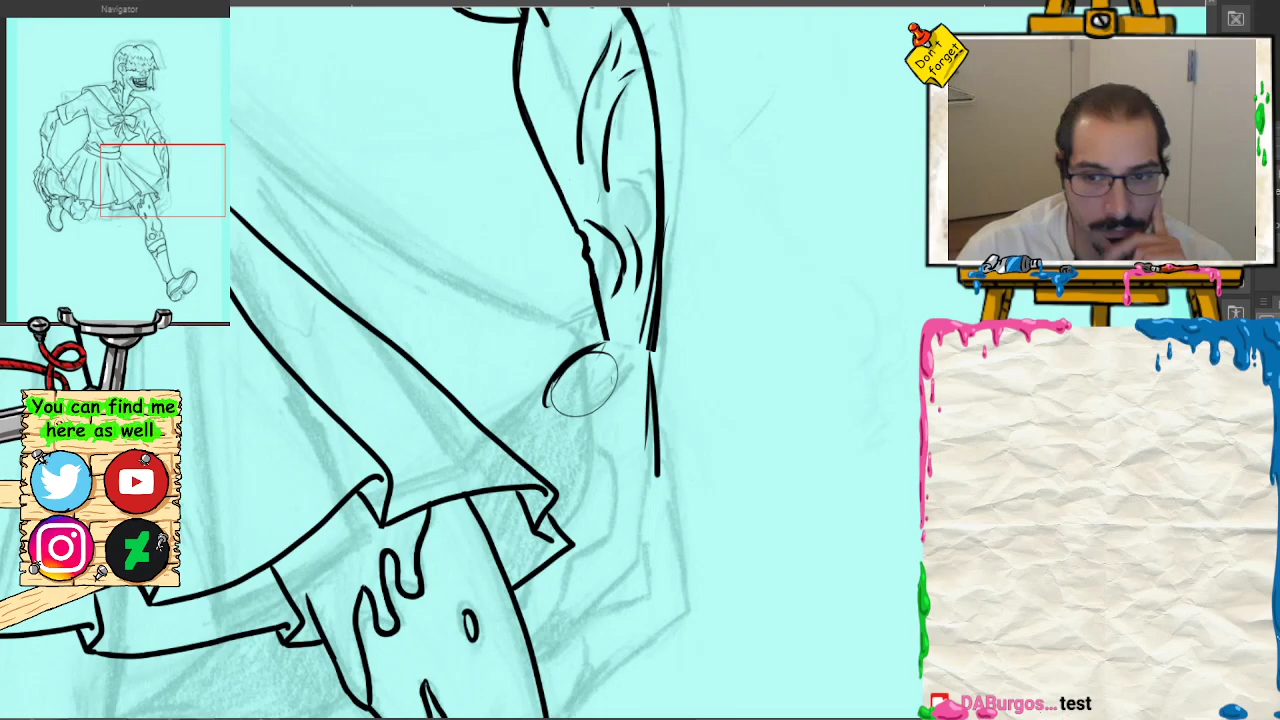 Navigator
Don't
forget
You can find me
here as well
DABurgos... test